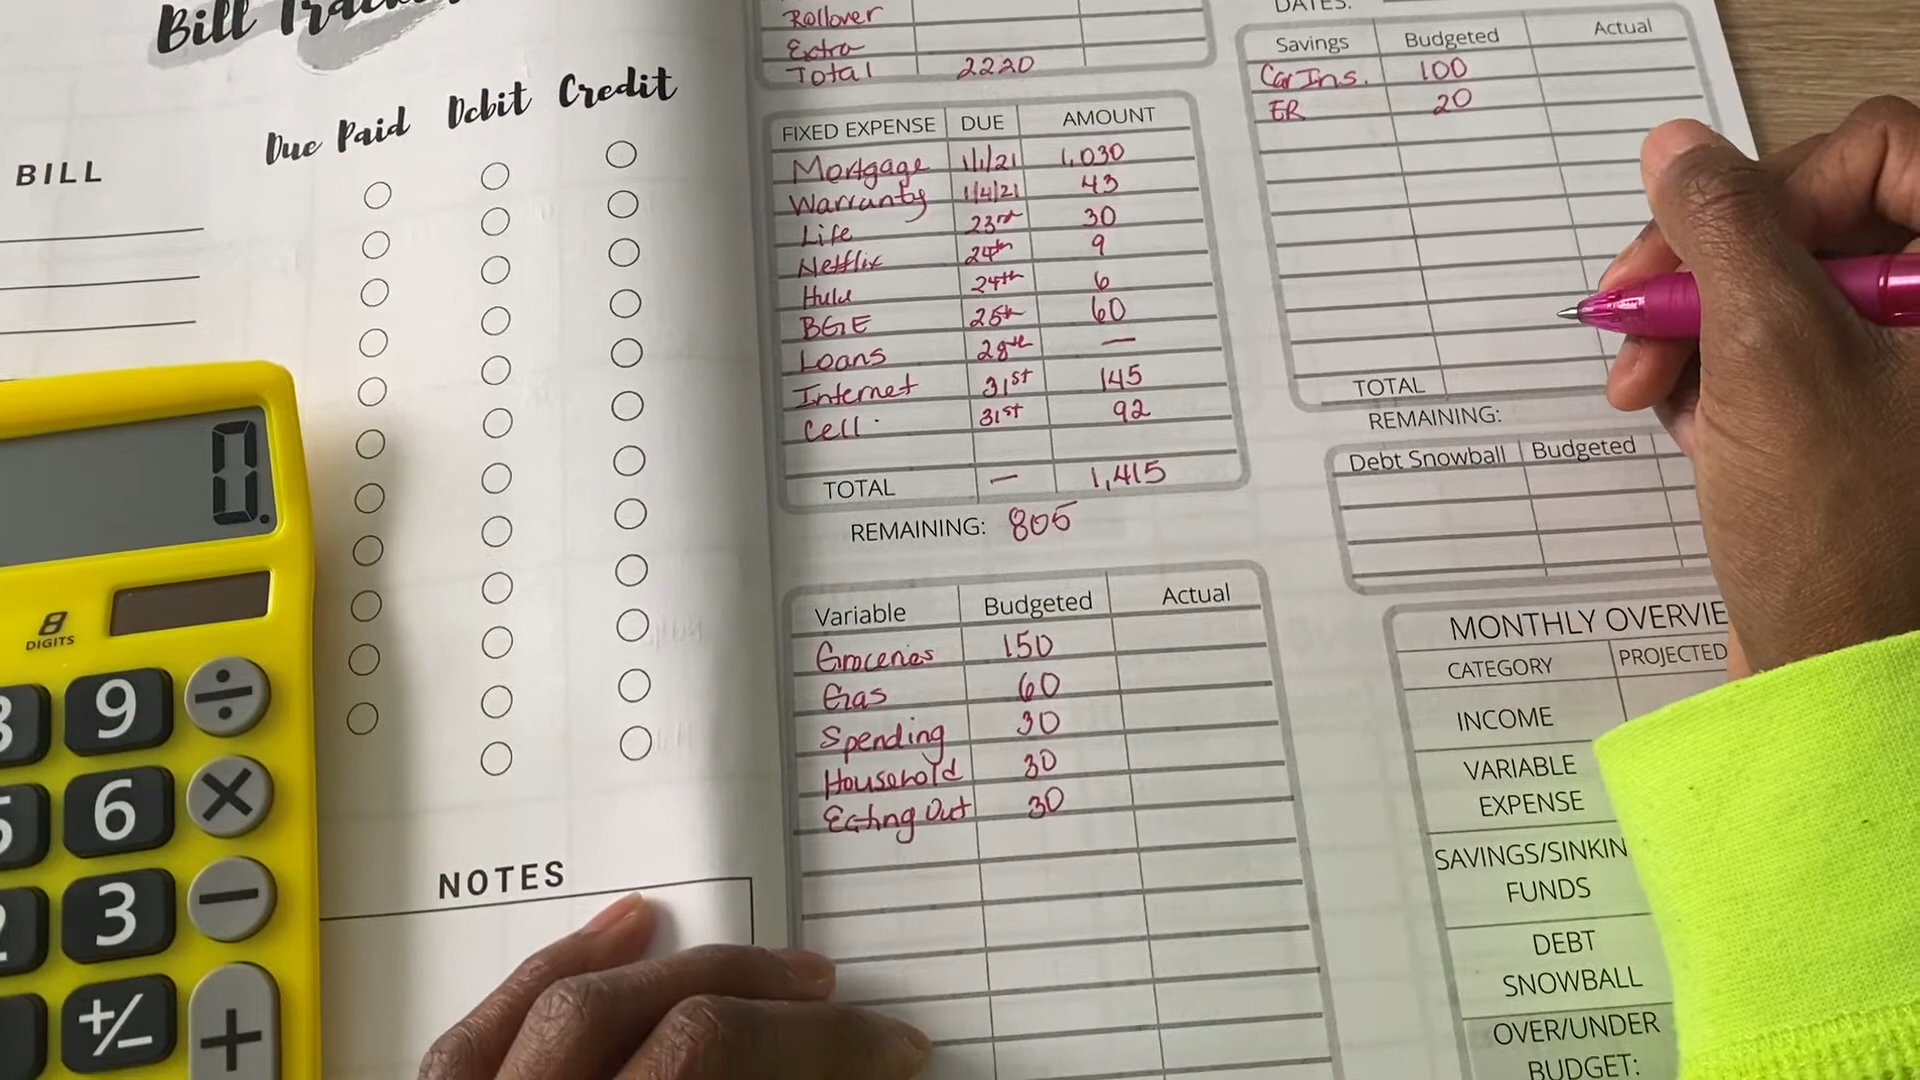 Bill
Due Paid Debit Credit
BILL
NOTES
0.
8
DIGITS
9 ÷
6 ×
3 −
+/− +
Rollover
Extra
Total 2220
FIXED EXPENSE DUE AMOUNT
Mortgage 1/1/21 1,030
Warranty 1/4/21 43
Life 23rd 30
Netflix 24th 9
Hulu 24th 6
BGE 25th 60
Loans 28th —
Internet 31st 145
Cell. 31st 92
TOTAL — 1,415
REMAINING: 805
Variable Budgeted Actual
Groceries 150
Gas 60
Spending 30
Household 30
Eating Out 30
DATES:
Savings Budgeted Actual
Car Ins. 100
ER 20
TOTAL
REMAINING:
Debt Snowball Budgeted
MONTHLY OVERVIE
CATEGORY PROJECTED
INCOME
VARIABLE
EXPENSE
SAVINGS/SINKIN
FUNDS
DEBT
SNOWBALL
OVER/UNDER
BUDGET: